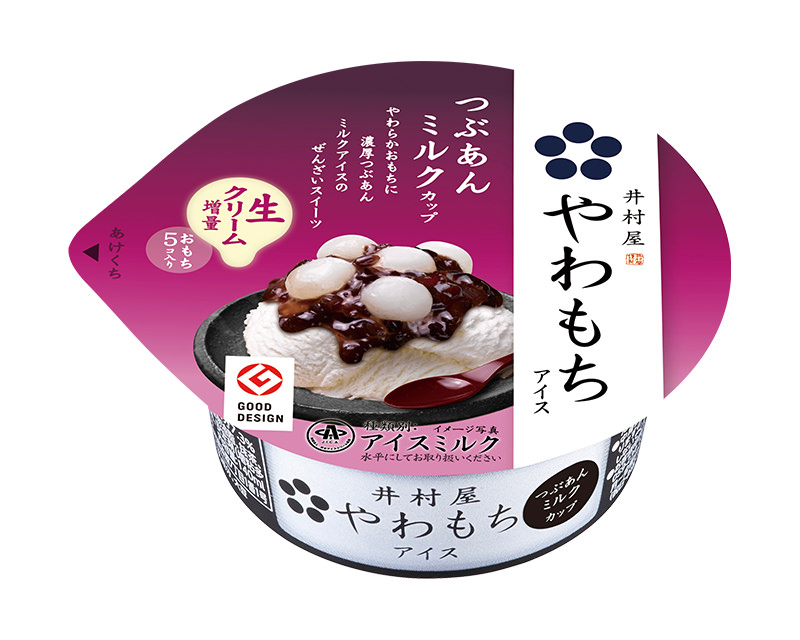 つぶあん
ミルクカップ
やわらかおもちに
濃厚つぶあん
ミルクアイスの
ぜんざいスイーツ
生
クリーム
増量
おもち
5コ入り
あけくち
井村屋
やわもち
アイス
GOOD
DESIGN
種類別:
イメージ写真
アイスミルク
水平にしてお取り扱いください
井村屋
やわもち
アイス
つぶあん
ミルク
カップ